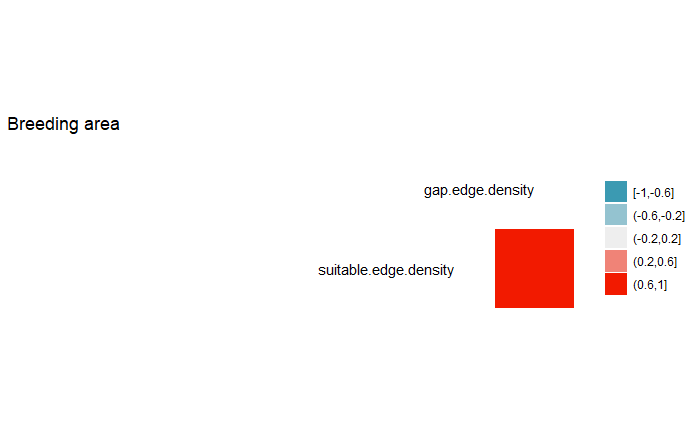 Breeding area
gap.edge.density
suitable.edge.density
[-1,-0.6]
(-0.6,-0.2]
(-0.2,0.2]
(0.2,0.6]
(0.6,1]